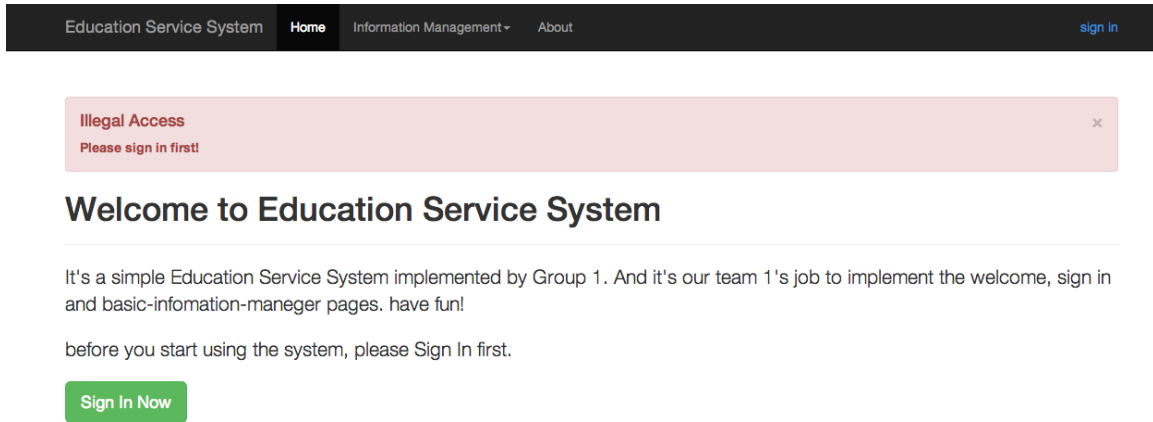 Education Service System Home Information Management About sign in
Illegal Access ×
Please sign in first!
Welcome to Education Service System
It's a simple Education Service System implemented by Group 1. And it's our team 1's job to implement the welcome, sign in
and basic-infomation-maneger pages. have fun!
before you start using the system, please Sign In first.
Sign In Now